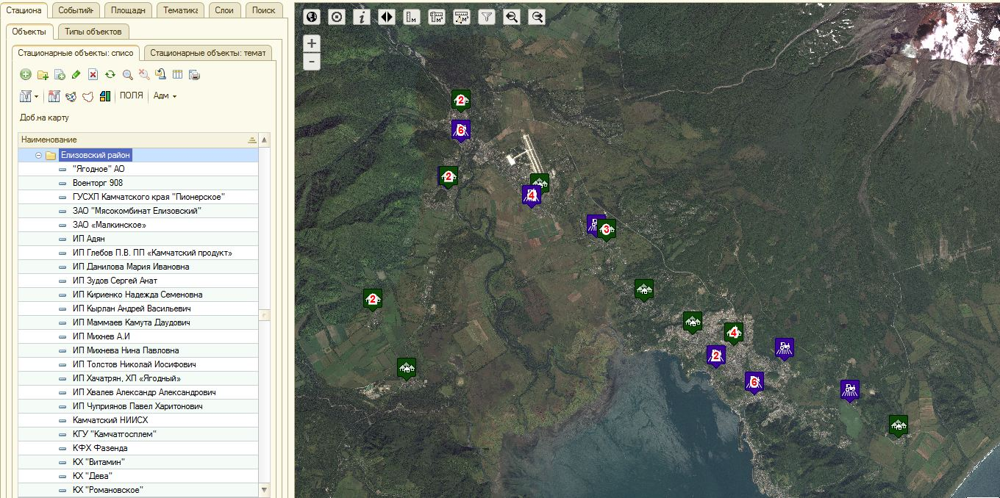 Стациона Событийн Площадн Тематика Слои Поиск
Объекты Типы объектов
Стационарные объекты: списо Стационарные объекты: темат
ПОЛЯ Адм
Доб.на карту
Наименование
Елизовский район
"Ягодное" АО
Военторг 908
ГУСХП Камчатского края "Пионерское"
ЗАО "Мясокомбинат Елизовский"
ЗАО «Малкинское»
ИП Адян
ИП Глебов П.В. ПП «Камчатский продукт»
ИП Данилова Мария Ивановна
ИП Зудов Сергей Анат
ИП Кириенко Надежда Семеновна
ИП Кырлан Андрей Васильевич
ИП Маммаев Камута Даудович
ИП Михнев А.И
ИП Михнева Нина Павловна
ИП Толстов Николай Иосифович
ИП Хачатрян, ХП «Ягодный»
ИП Хвалев Александр Александрович
ИП Чуприянов Павел Харитонович
Камчатский НИИСХ
КГУ "Камчатгосплем"
КФХ Фазенда
КХ "Витамин"
КХ "Дева"
КХ "Романовское"
+
-
2
6
2
4
3
2
4
2
6